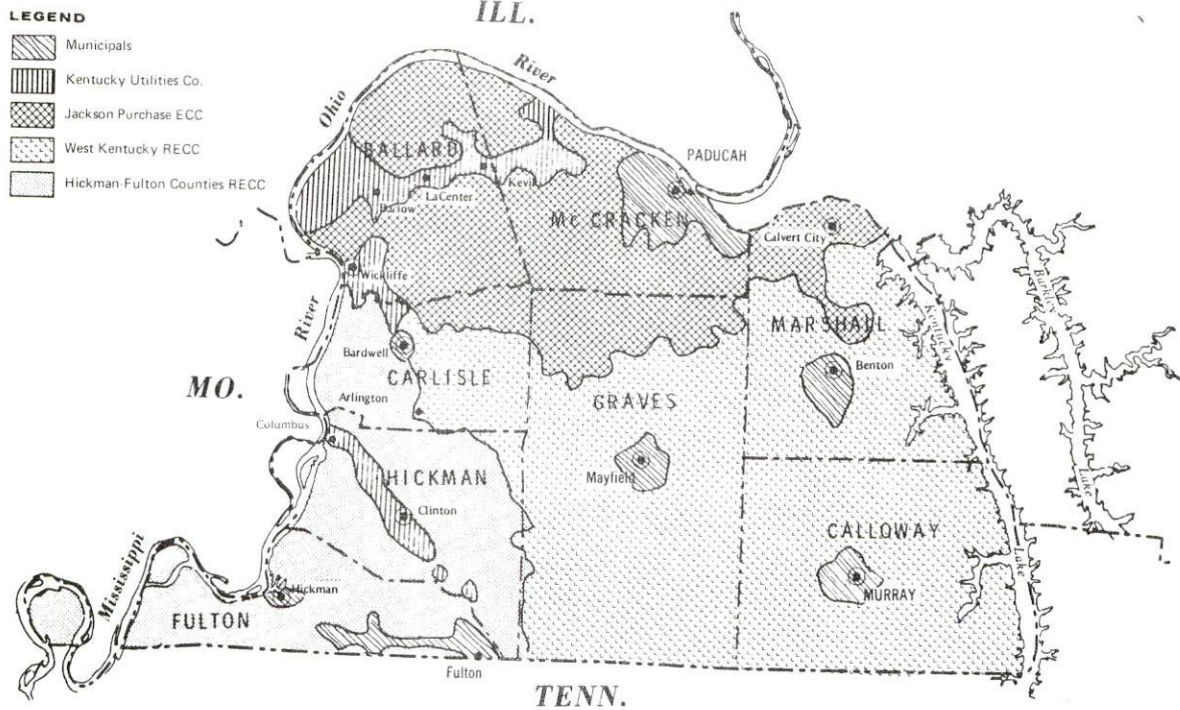 LEGEND
Municipals
Kentucky Utilities Co.
Jackson Purchase ECC
West Kentucky RECC
Hickman-Fulton Counties RECC
ILL.
Ohio
River
BALLARD
PADUCAH
Kevil
LaCenter
Barlow
Mc CRACKEN
Calvert City
Wickliffe
Barkley
River
MARSHALL
Kentucky
Bardwell
CARLISLE
Benton
MO.
Arlington
GRAVES
Columbus
HICKMAN
Mayfield
Lake
Clinton
CALLOWAY
Mississippi
Lake
Hickman
MURRAY
FULTON
Fulton
TENN.